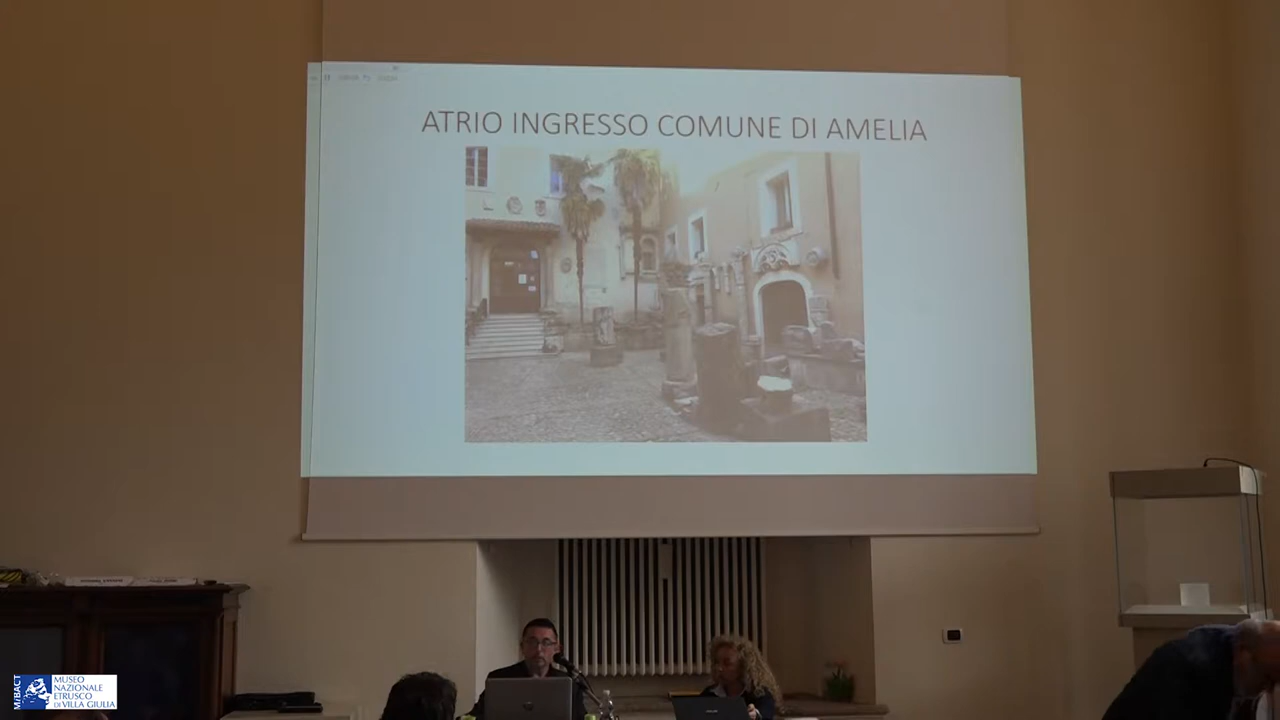 ATRIO INGRESSO COMUNE DI AMELIA
MiBACT
MUSEO
NAZIONALE
ETRUSCO
DI VILLA GIULIA